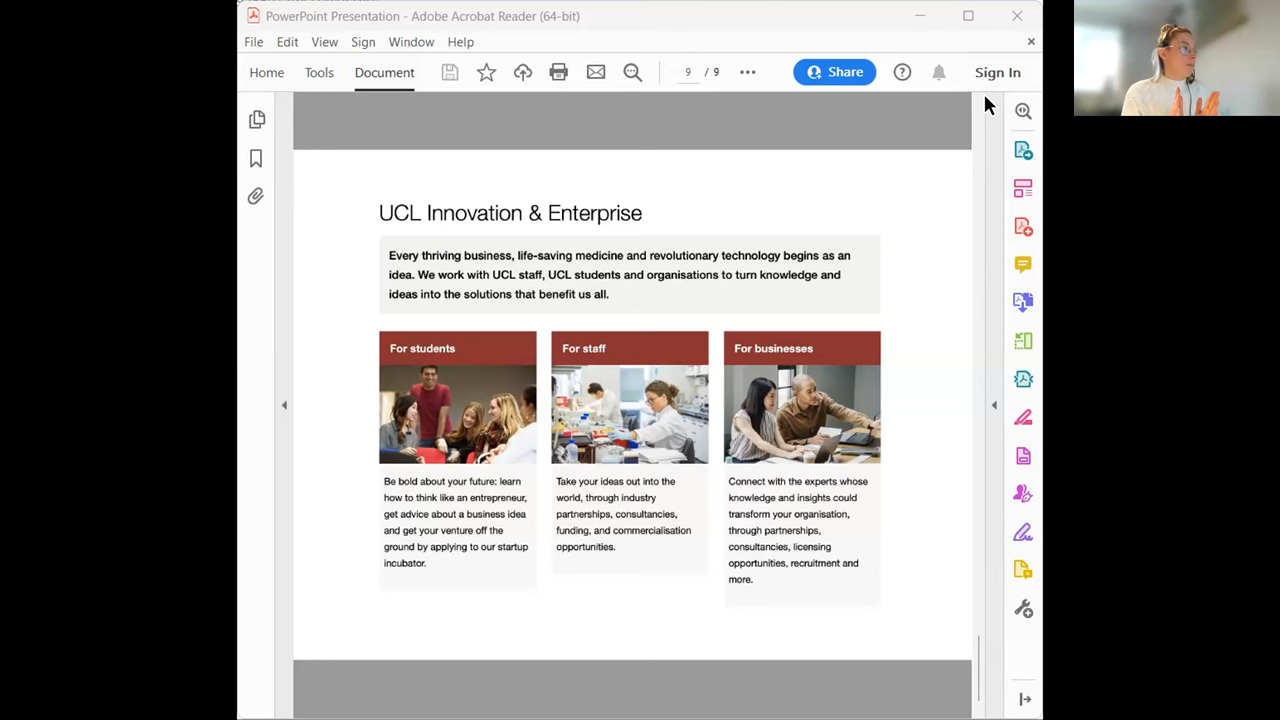 PowerPoint Presentation - Adobe Acrobat Reader (64-bit)
File Edit View Sign Window Help
Home Tools Document 9 / 9 Share Sign In
UCL Innovation & Enterprise
Every thriving business, life-saving medicine and revolutionary technology begins as an
idea. We work with UCL staff, UCL students and organisations to turn knowledge and
ideas into the solutions that benefit us all.
For students
Be bold about your future: learn
how to think like an entrepreneur,
get advice about a business idea
and get your venture off the
ground by applying to our startup
incubator.
For staff
Take your ideas out into the
world, through industry
partnerships, consultancies,
funding, and commercialisation
opportunities.
For businesses
Connect with the experts whose
knowledge and insights could
transform your organisation,
through partnerships,
consultancies, licensing
opportunities, recruitment and
more.